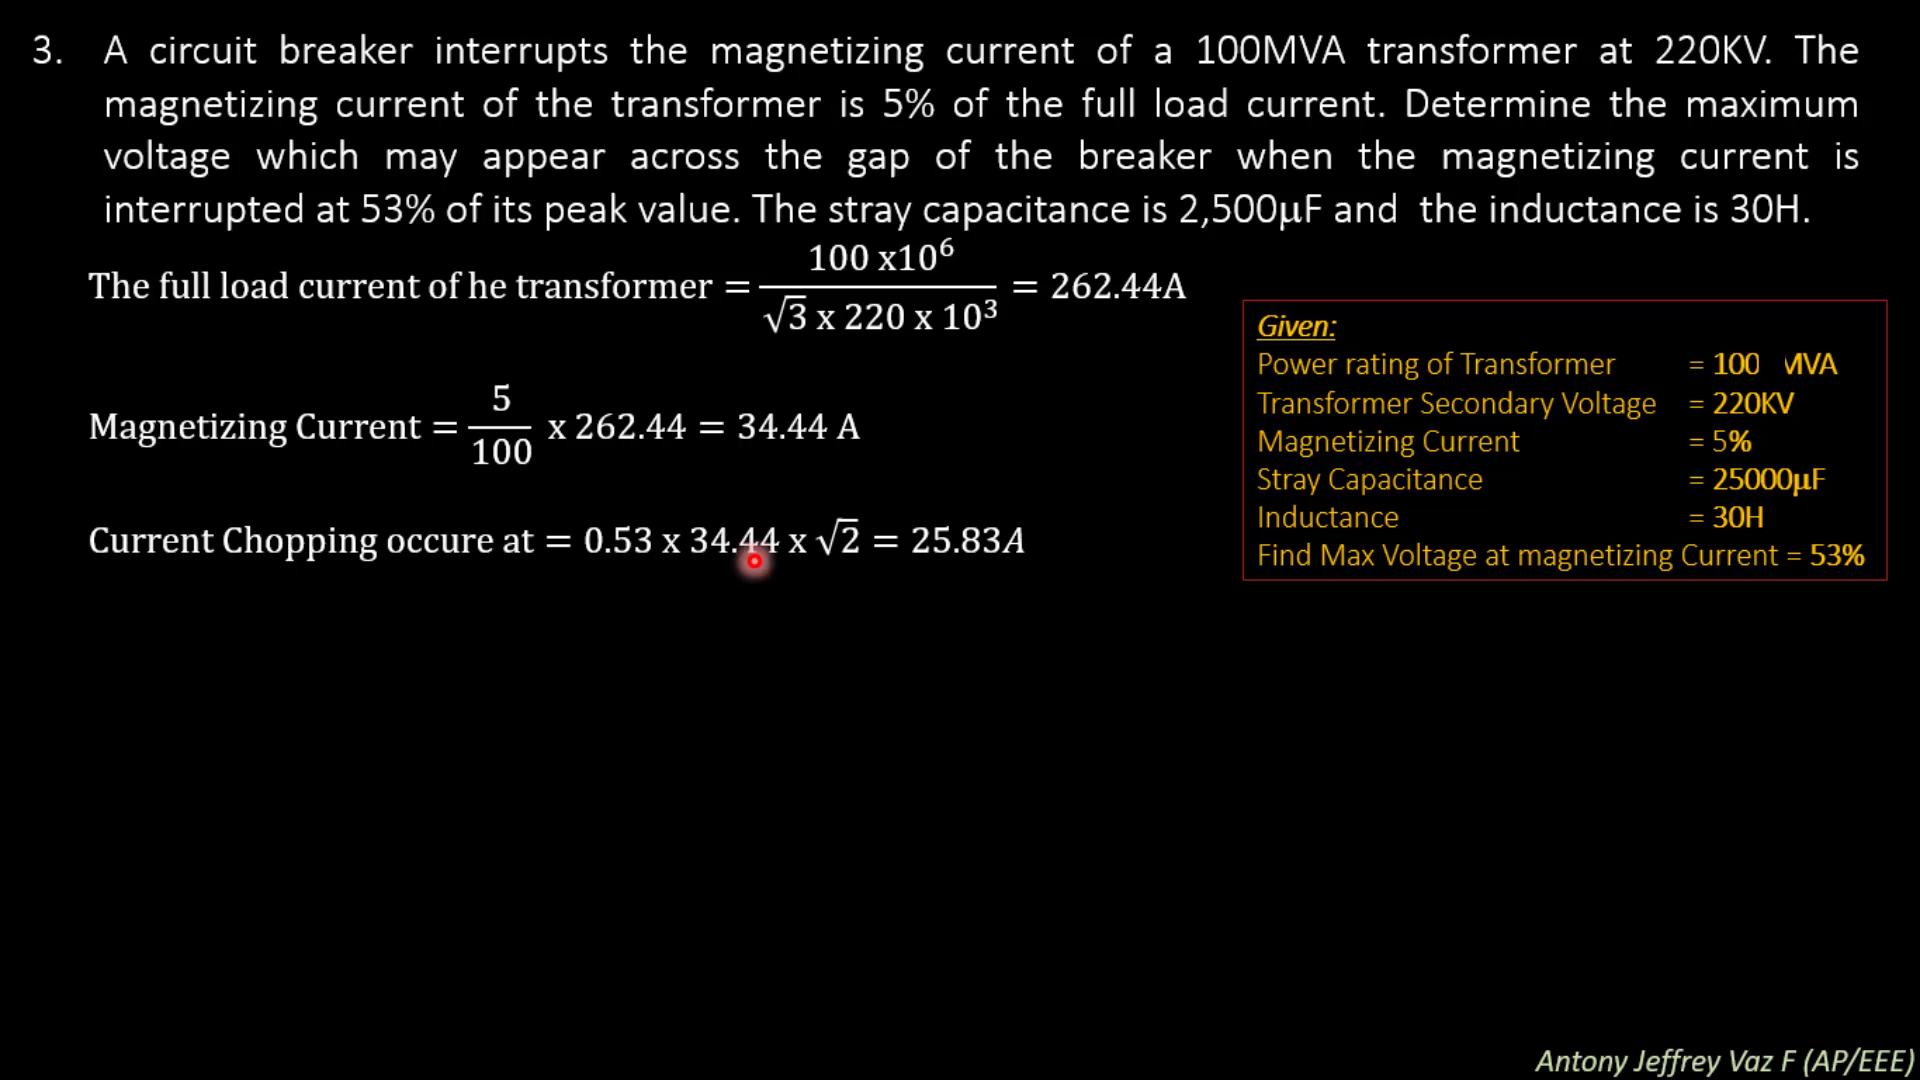 3. A circuit breaker interrupts the magnetizing current of a 100MVA transformer at 220KV. The
magnetizing current of the transformer is 5% of the full load current. Determine the maximum
voltage which may appear across the gap of the breaker when the magnetizing current is
interrupted at 53% of its peak value. The stray capacitance is 2,500μF and the inductance is 30H.
The full load current of he transformer = 100 x10⁶ / √3 x 220 x 10³ = 262.44A
Magnetizing Current = 5/100 x 262.44 = 34.44 A
Current Chopping occure at = 0.53 x 34.44 x √2 = 25.83A
Given:
Power rating of Transformer = 100 MVA
Transformer Secondary Voltage = 220KV
Magnetizing Current = 5%
Stray Capacitance = 25000μF
Inductance = 30H
Find Max Voltage at magnetizing Current = 53%
Antony Jeffrey Vaz F (AP/EEE)